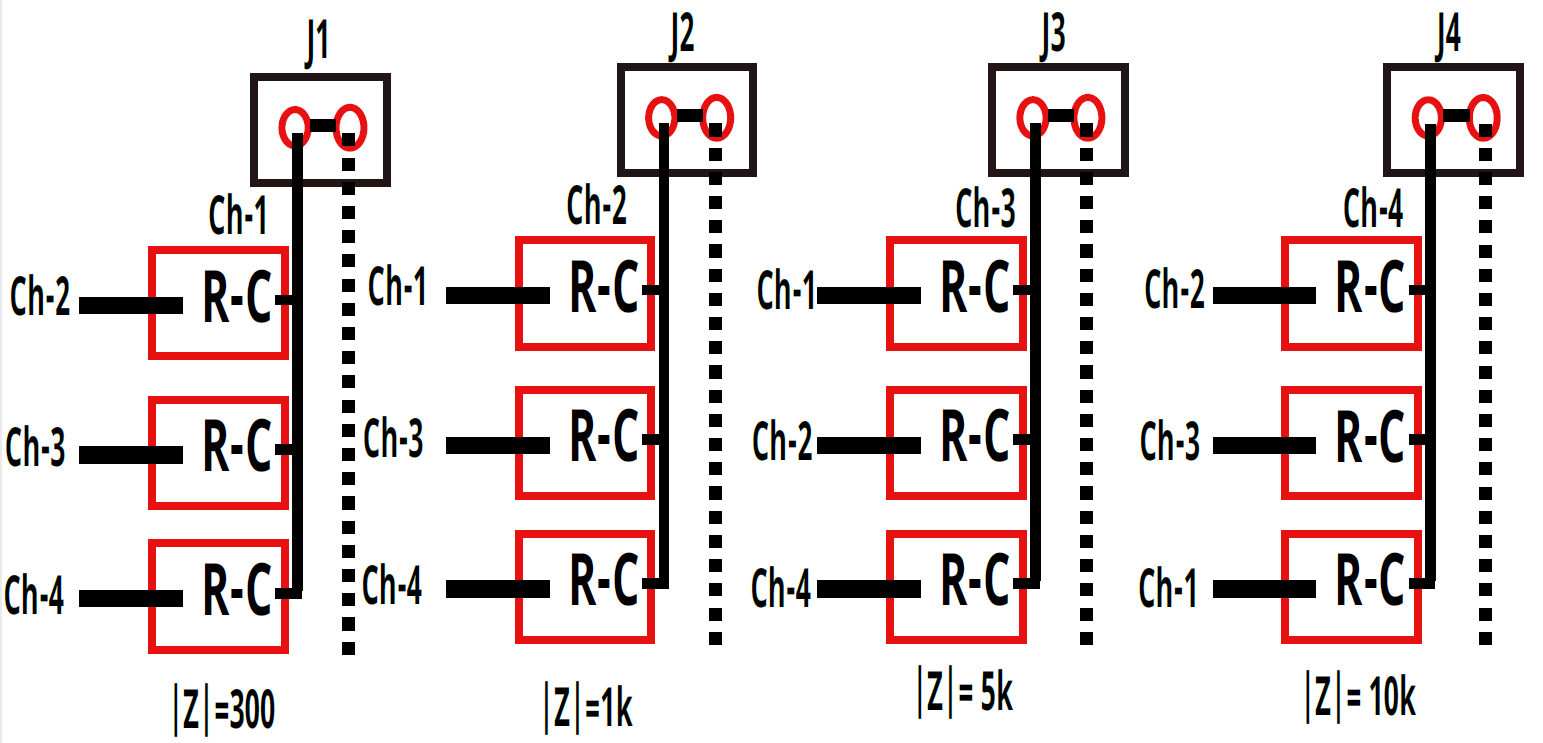 J1
Ch-1
Ch-2
R-C
Ch-3
R-C
Ch-4
R-C
|Z|=300
J2
Ch-2
Ch-1
R-C
Ch-3
R-C
Ch-4
R-C
|Z|=1k
J3
Ch-3
Ch-1
R-C
Ch-2
R-C
Ch-4
R-C
|Z|= 5k
J4
Ch-4
Ch-2
R-C
Ch-3
R-C
Ch-1
R-C
|Z|= 10k